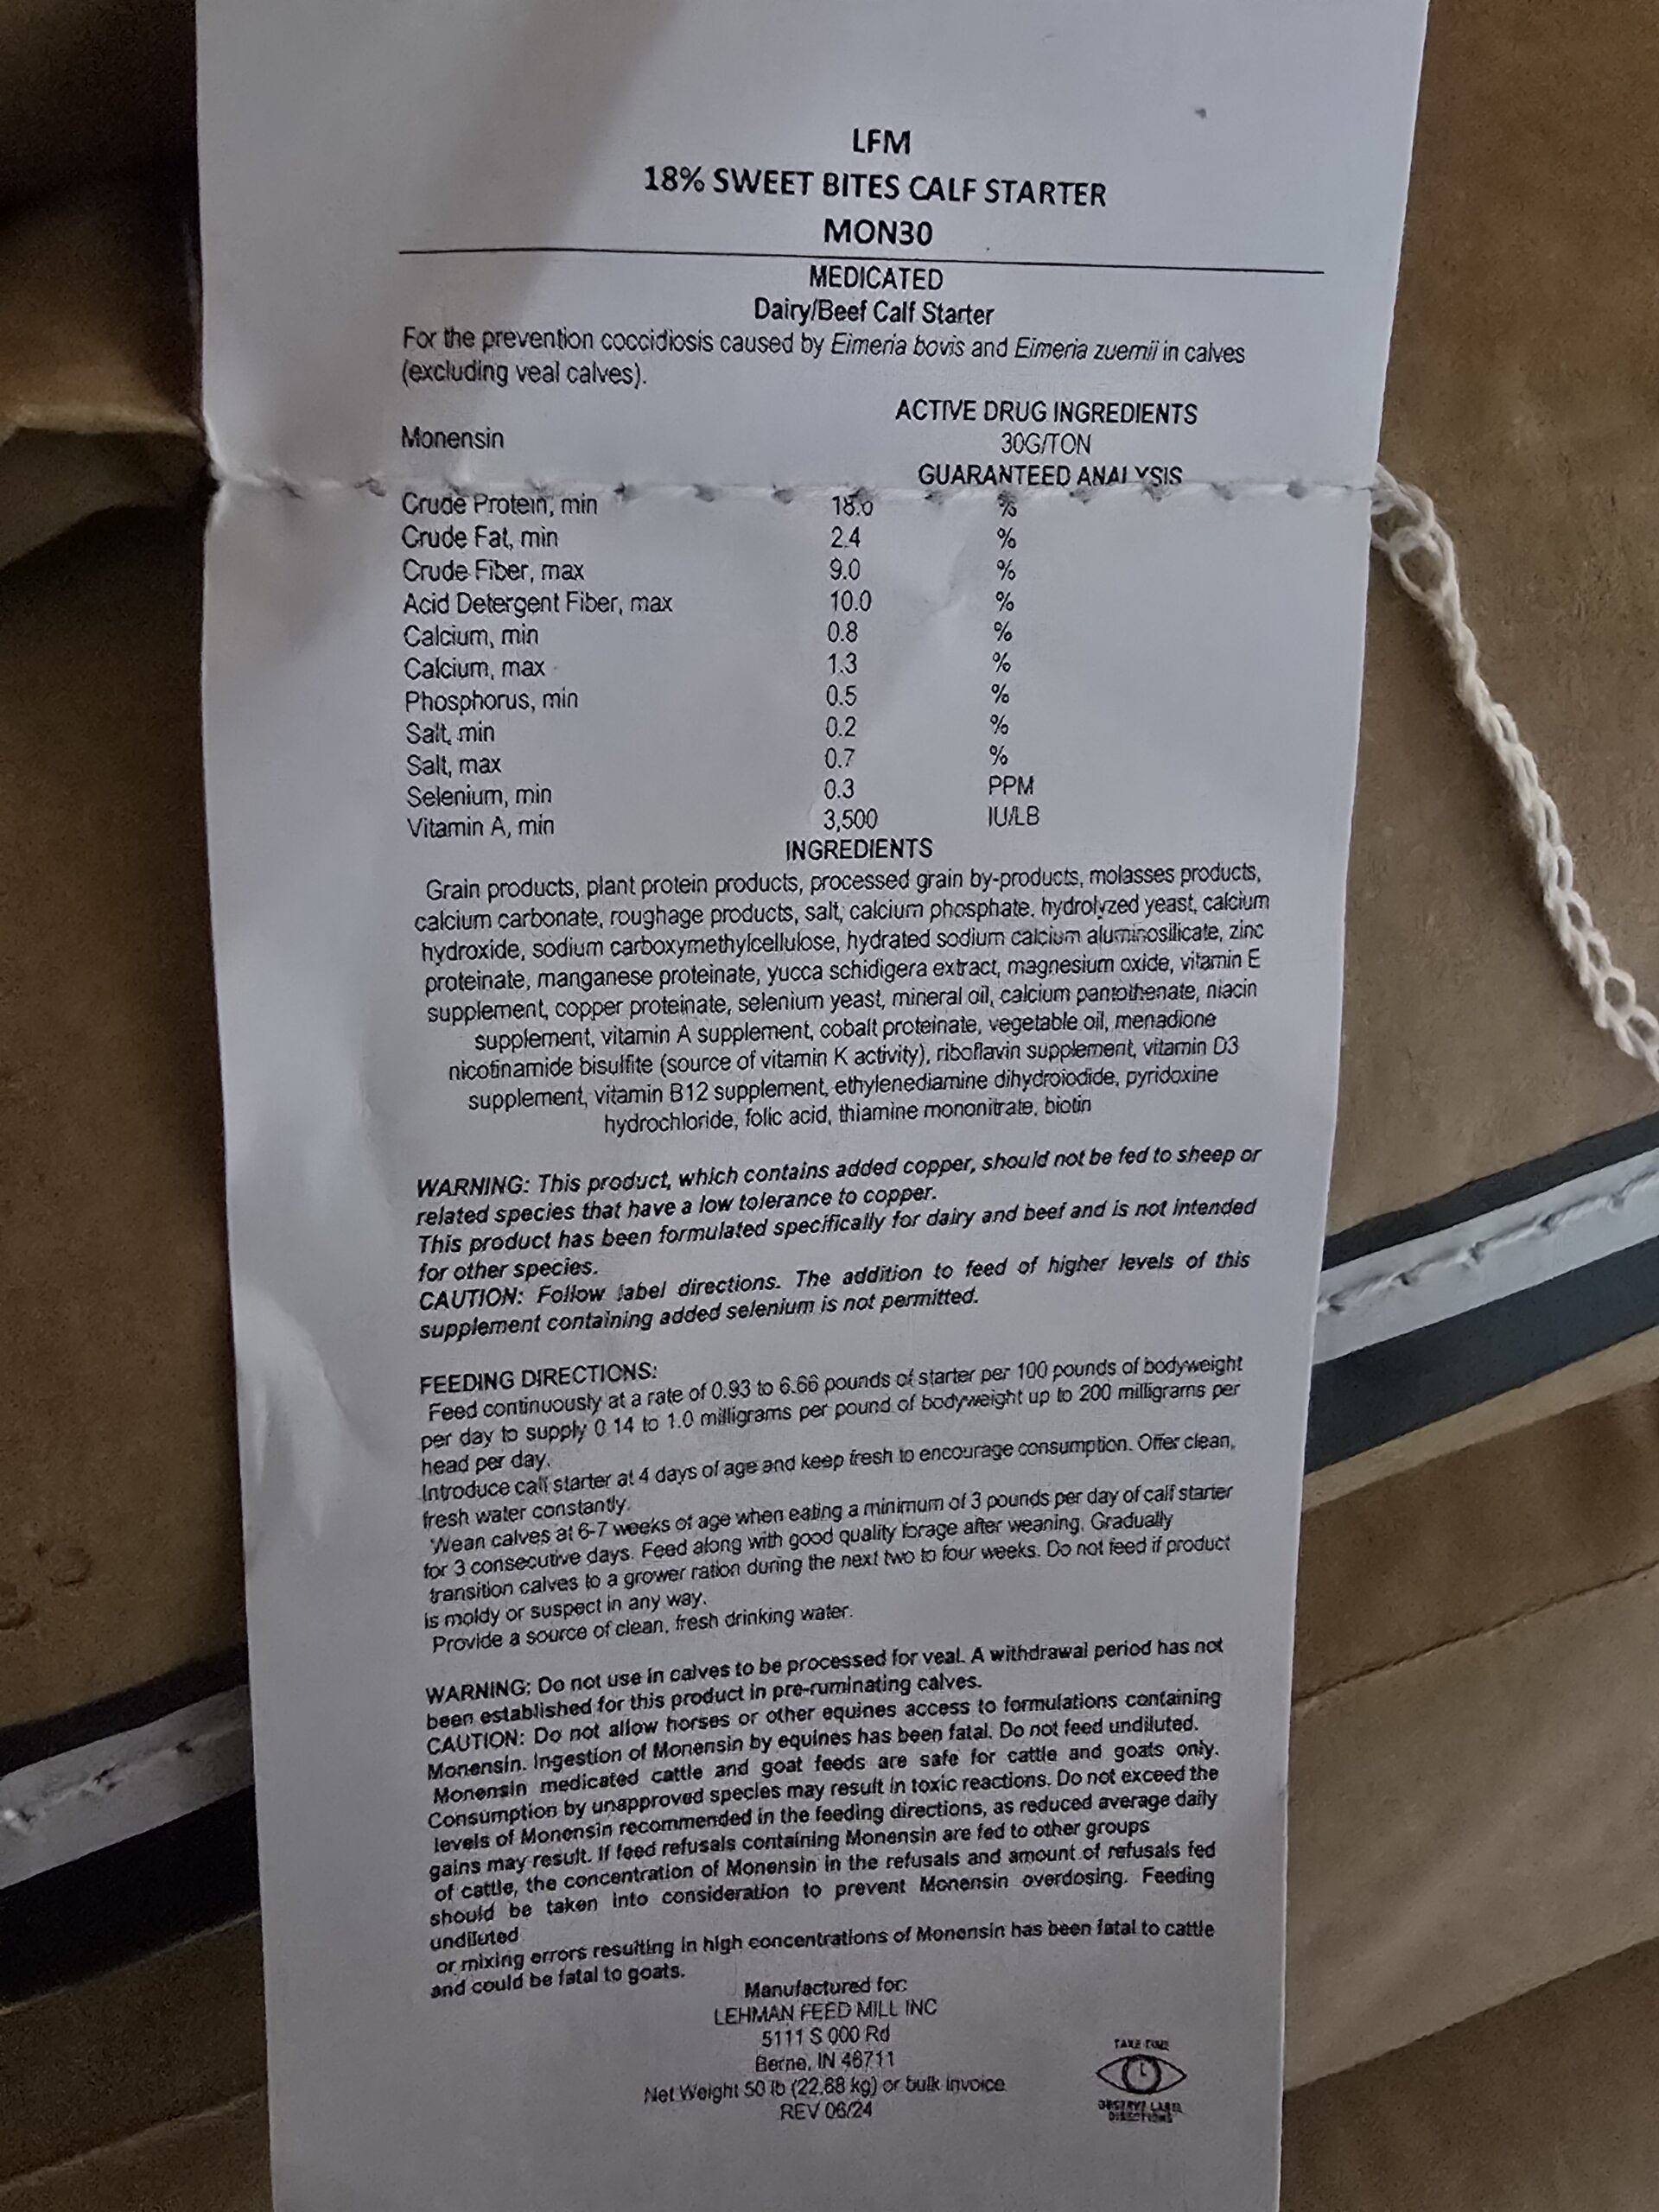 LFM
18% SWEET BITES CALF STARTER
MON30
MEDICATED
Dairy/Beef Calf Starter
For the prevention coccidiosis caused by Eimeria bovis and Eimeria zuernii in calves
(excluding veal calves).
ACTIVE DRUG INGREDIENTS
Monensin 30G/TON
GUARANTEED ANALYSIS
Crude Protein, min 18.0 %
Crude Fat, min 2.4 %
Crude Fiber, max 9.0 %
Acid Detergent Fiber, max 10.0 %
Calcium, min 0.8 %
Calcium, max 1.3 %
Phosphorus, min 0.5 %
Salt, min 0.2 %
Salt, max 0.7 %
Selenium, min 0.3 PPM
Vitamin A, min 3,500 IU/LB
INGREDIENTS
Grain products, plant protein products, processed grain by-products, molasses products,
calcium carbonate, roughage products, salt, calcium phosphate, hydrolyzed yeast, calcium
hydroxide, sodium carboxymethylcellulose, hydrated sodium calcium aluminosilicate, zinc
proteinate, manganese proteinate, yucca schidigera extract, magnesium oxide, vitamin E
supplement, copper proteinate, selenium yeast, mineral oil, calcium pantothenate, niacin
supplement, vitamin A supplement, cobalt proteinate, vegetable oil, menadione
nicotinamide bisulfite (source of vitamin K activity), riboflavin supplement, vitamin D3
supplement, vitamin B12 supplement, ethylenediamine dihydroiodide, pyridoxine
hydrochloride, folic acid, thiamine mononitrate, biotin
WARNING: This product, which contains added copper, should not be fed to sheep or
related species that have a low tolerance to copper.
This product has been formulated specifically for dairy and beef and is not intended
for other species.
CAUTION: Follow label directions. The addition to feed of higher levels of this
supplement containing added selenium is not permitted.
FEEDING DIRECTIONS:
Feed continuously at a rate of 0.93 to 6.66 pounds of starter per 100 pounds of bodyweight
per day to supply 0.14 to 1.0 milligrams per pound of bodyweight up to 200 milligrams per
head per day.
Introduce calf starter at 4 days of age and keep fresh to encourage consumption. Offer clean,
fresh water constantly.
Wean calves at 6-7 weeks of age when eating a minimum of 3 pounds per day of calf starter
for 3 consecutive days. Feed along with good quality forage after weaning. Gradually
transition calves to a grower ration during the next two to four weeks. Do not feed if product
is moldy or suspect in any way.
Provide a source of clean, fresh drinking water.
WARNING: Do not use in calves to be processed for veal. A withdrawal period has not
been established for this product in pre-ruminating calves.
CAUTION: Do not allow horses or other equines access to formulations containing
Monensin. Ingestion of Monensin by equines has been fatal. Do not feed undiluted.
Monensin medicated cattle and goat feeds are safe for cattle and goats only.
Consumption by unapproved species may result in toxic reactions. Do not exceed the
levels of Monensin recommended in the feeding directions, as reduced average daily
gains may result. If feed refusals containing Monensin are fed to other groups
of cattle, the concentration of Monensin in the refusals and amount of refusals fed
should be taken into consideration to prevent Monensin overdosing. Feeding
undiluted
or mixing errors resulting in high concentrations of Monensin has been fatal to cattle
and could be fatal to goats.
Manufactured for:
LEHMAN FEED MILL INC
5111 S 000 Rd
Berne, IN 46711
Net Weight 50 lb (22.68 kg) or bulk invoice
REV 06/24
TAKE TIME
OBSERVE LABEL
DIRECTIONS